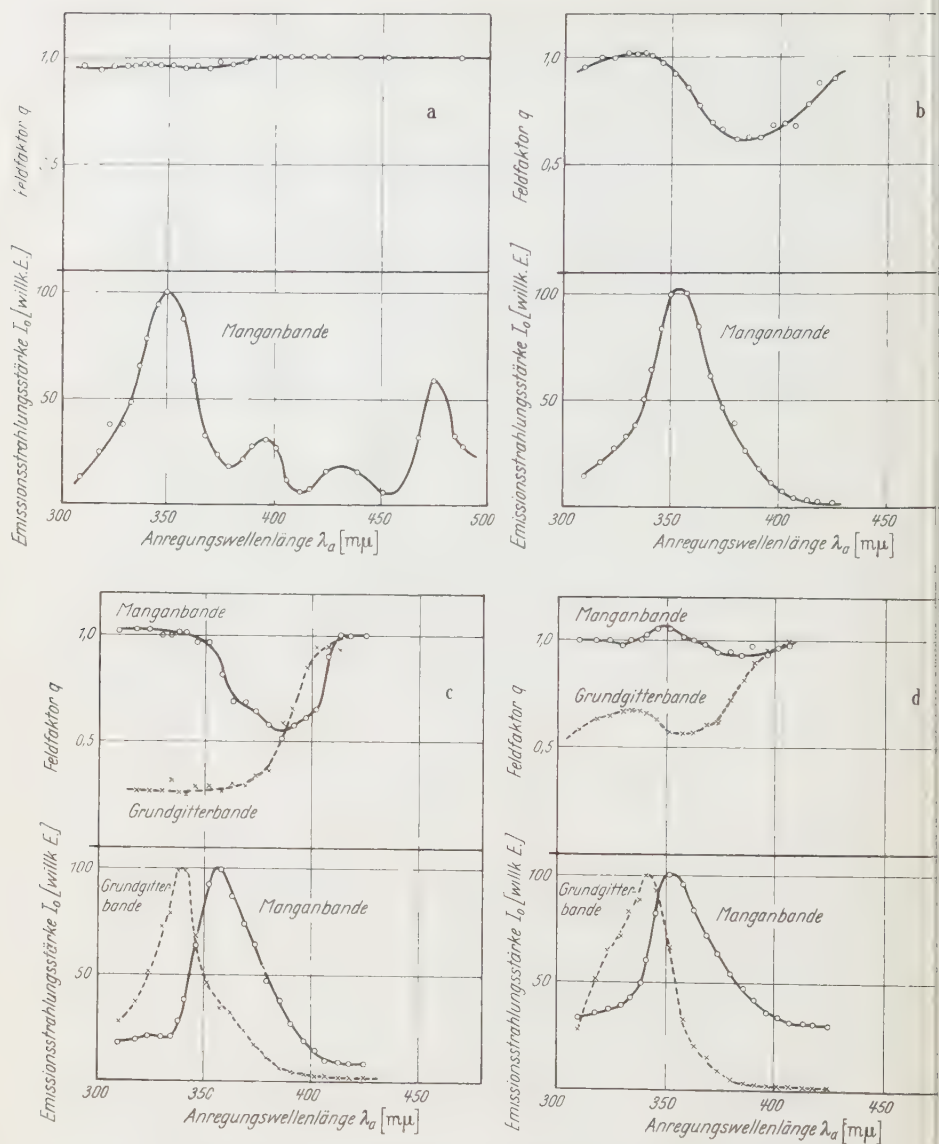 1,0
0,5
Feldfaktor q
a
100
50
Emissionsstrahlungsstärke I₀ [willk. E.]
Manganbande
300 350 400 450 500
Anregungswellenlänge λₐ [mμ]
1,0
0,5
Feldfaktor q
b
100
50
Emissionsstrahlungsstärke I₀ [willk. E.]
Manganbande
300 350 400 450
Anregungswellenlänge λₐ [mμ]
Manganbande
1,0
0,5
Feldfaktor q
c
Grundgitterbande
100
50
Emissionsstrahlungsstärke I₀ [willk E.]
Grundgitter-
bande
Manganbande
300 350 400 450
Anregungswellenlänge λₐ [mμ]
Manganbande
1,0
0,5
Feldfaktor q
d
Grundgitterbande
100
50
Emissionsstrahlungsstärke I₀ [willk E.]
Grundgitter-
bande
Manganbande
300 350 400 450
Anregungswellenlänge λₐ [mμ]